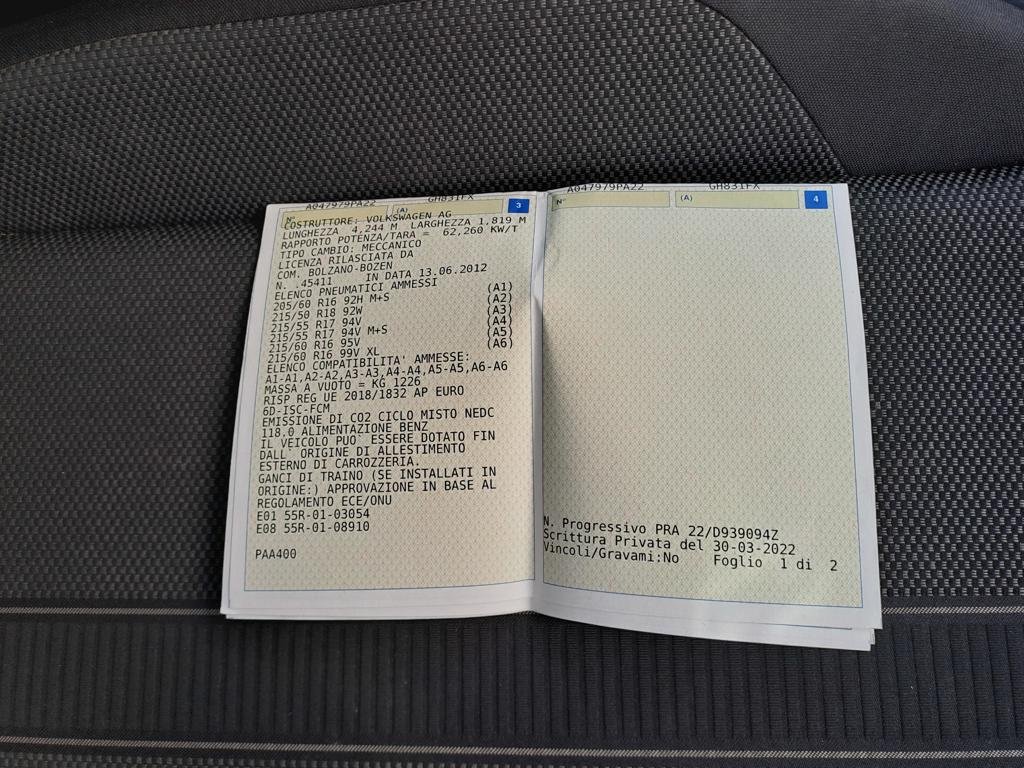 A047979PA22 GH831FX
N° (A) 3
COSTRUTTORE: VOLKSWAGEN AG
LUNGHEZZA 4,244 M LARGHEZZA 1,819 M
RAPPORTO POTENZA/TARA = 62,260 KW/T
TIPO CAMBIO: MECCANICO
LICENZA RILASCIATA DA
COM. BOLZANO-BOZEN
N. .45411 IN DATA 13.06.2012
ELENCO PNEUMATICI AMMESSI
205/60 R16 92H M+S (A1)
215/50 R18 92W (A2)
215/55 R17 94V (A3)
215/55 R17 94V M+S (A4)
215/60 R16 95V (A5)
215/60 R16 99V XL (A6)
ELENCO COMPATIBILITA' AMMESSE:
A1-A1,A2-A2,A3-A3,A4-A4,A5-A5,A6-A6
MASSA A VUOTO = KG 1226
RISP REG UE 2018/1832 AP EURO
6D-ISC-FCM
EMISSIONE DI CO2 CICLO MISTO NEDC
118.0 ALIMENTAZIONE BENZ
IL VEICOLO PUO` ESSERE DOTATO FIN
DALL` ORIGINE DI ALLESTIMENTO
ESTERNO DI CARROZZERIA.
GANCI DI TRAINO (SE INSTALLATI IN
ORIGINE:) APPROVAZIONE IN BASE AL
REGOLAMENTO ECE/ONU
E01 55R-01-03054
E08 55R-01-08910
PAA400
A047979PA22 GH831FX
N° (A) 4
N. Progressivo PRA 22/D939094Z
Scrittura Privata del 30-03-2022
Vincoli/Gravami:No Foglio 1 di 2